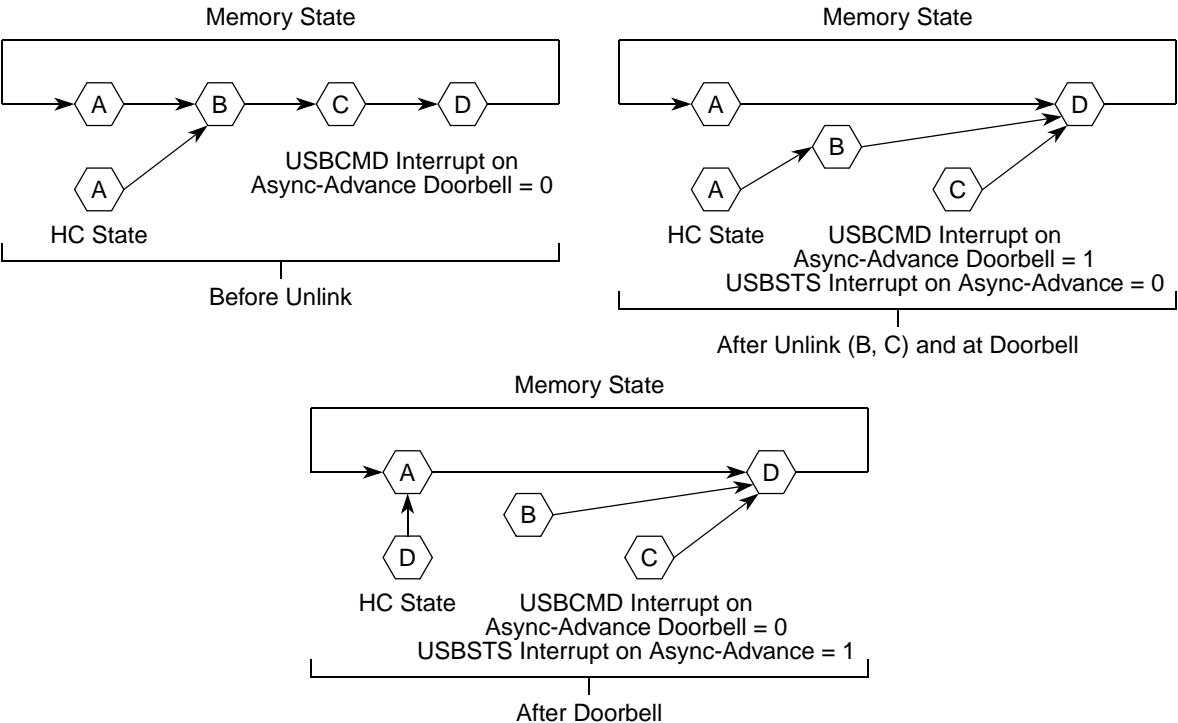 Memory State
A
B
C
D
A
HC State
USBCMD Interrupt on
Async-Advance Doorbell = 0
Before Unlink
Memory State
A
D
B
A
C
HC State
USBCMD Interrupt on
Async-Advance Doorbell = 1
USBSTS Interrupt on Async-Advance = 0
After Unlink (B, C) and at Doorbell
Memory State
A
D
B
D
C
HC State
USBCMD Interrupt on
Async-Advance Doorbell = 0
USBSTS Interrupt on Async-Advance = 1
After Doorbell